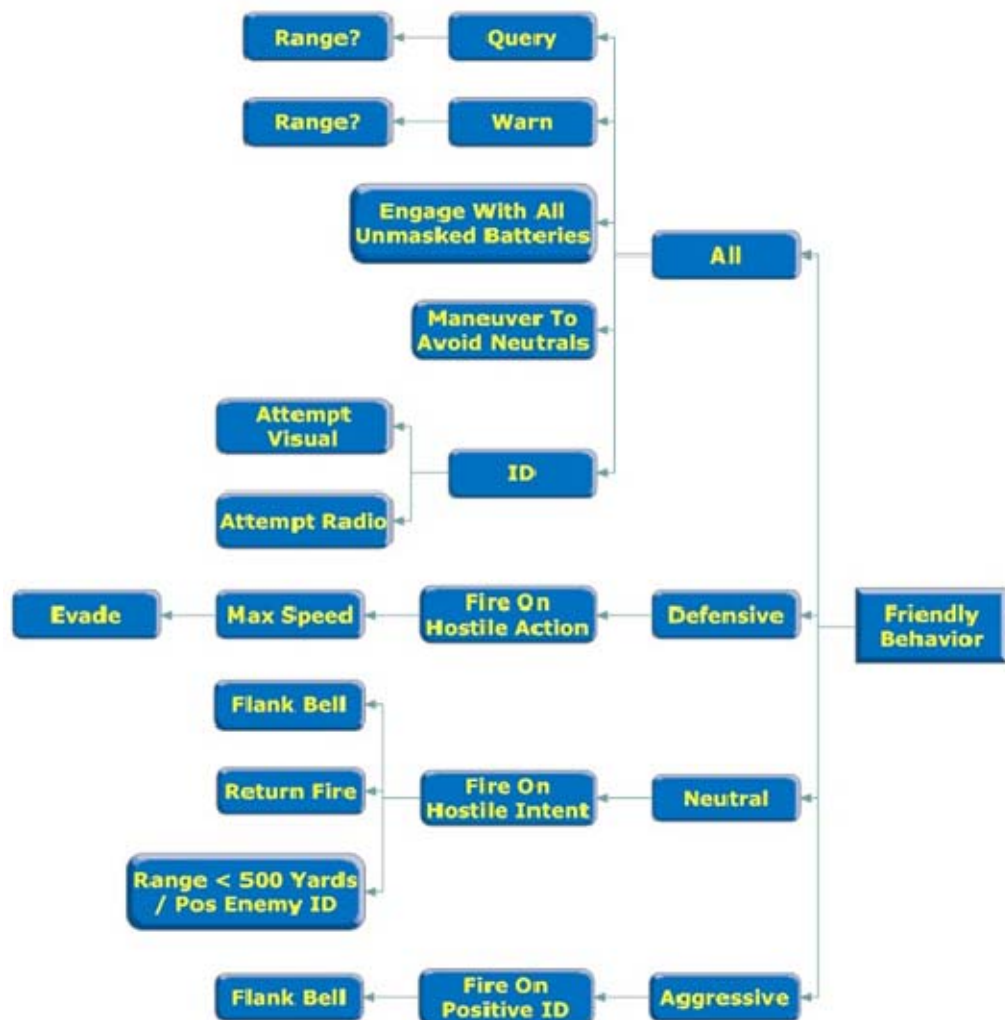 Range?
Query
Range?
Warn
Engage With All
Unmasked Batteries
All
Maneuver To
Avoid Neutrals
Attempt
Visual
ID
Attempt Radio
Evade
Max Speed
Fire On
Hostile Action
Defensive
Friendly
Behavior
Flank Bell
Return Fire
Fire On
Hostile Intent
Neutral
Range < 500 Yards
/ Pos Enemy ID
Flank Bell
Fire On
Positive ID
Aggressive